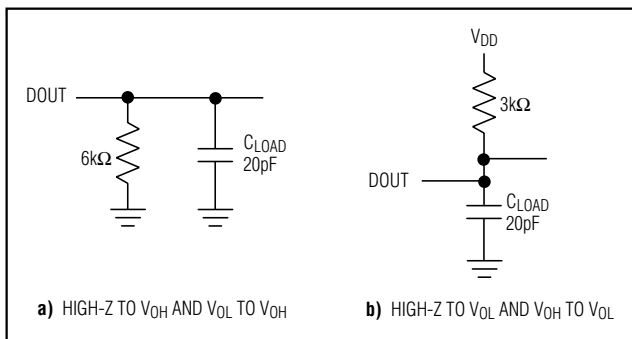 DOUT
6kΩ
CLOAD
20pF
a) HIGH-Z TO VOH AND VOL TO VOH
VDD
3kΩ
DOUT
CLOAD
20pF
b) HIGH-Z TO VOL AND VOH TO VOL